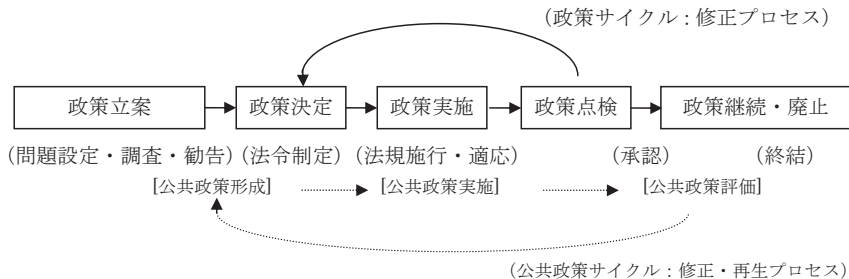 (政策サイクル:修正プロセス)
政策立案 政策決定 政策実施 政策点検 政策継続・廃止
(問題設定・調査・勧告)(法令制定) (法規施行・適応) (承認) (終結)
[公共政策形成] [公共政策実施] [公共政策評価]
(公共政策サイクル:修正・再生プロセス)